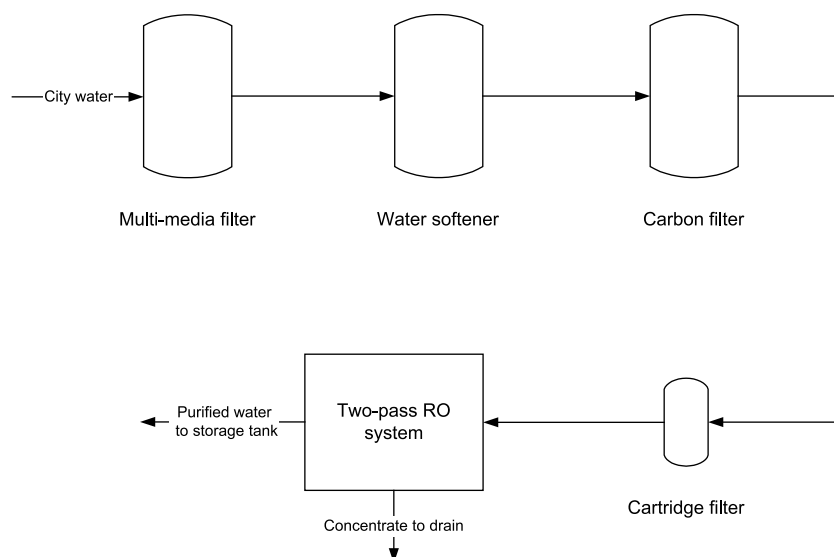 City water
Multi-media filter
Water softener
Carbon filter
Purified water
to storage tank
Two-pass RO
system
Cartridge filter
Concentrate to drain